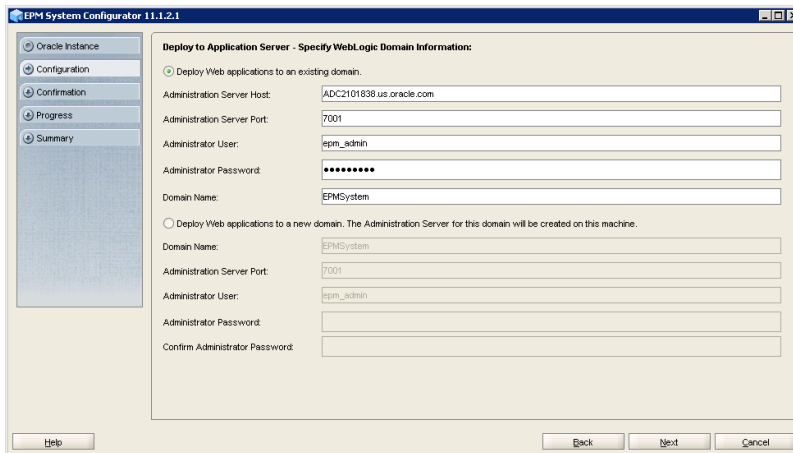 EPM System Configurator 11.1.2.1
Oracle Instance
Configuration
Confirmation
Progress
Summary
Deploy to Application Server - Specify WebLogic Domain Information:
Deploy Web applications to an existing domain.
Administration Server Host: ADC2101838.us.oracle.com
Administration Server Port: 7001
Administrator User: epm_admin
Administrator Password: ●●●●●●●●●
Domain Name: EPMSystem
Deploy Web applications to a new domain. The Administration Server for this domain will be created on this machine.
Domain Name: EPMSystem
Administration Server Port: 7001
Administrator User: epm_admin
Administrator Password:
Confirm Administrator Password:
Help Back Next Cancel